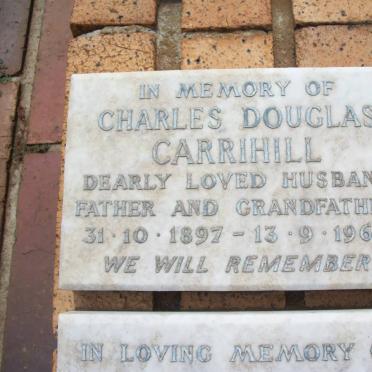 IN MEMORY OF
CHARLES DOUGLAS
CARRIHILL
DEARLY LOVED HUSBAN
FATHER AND GRANDFATHE
31·10·1897 - 13·9·196
WE WILL REMEMBER
IN LOVING MEMORY